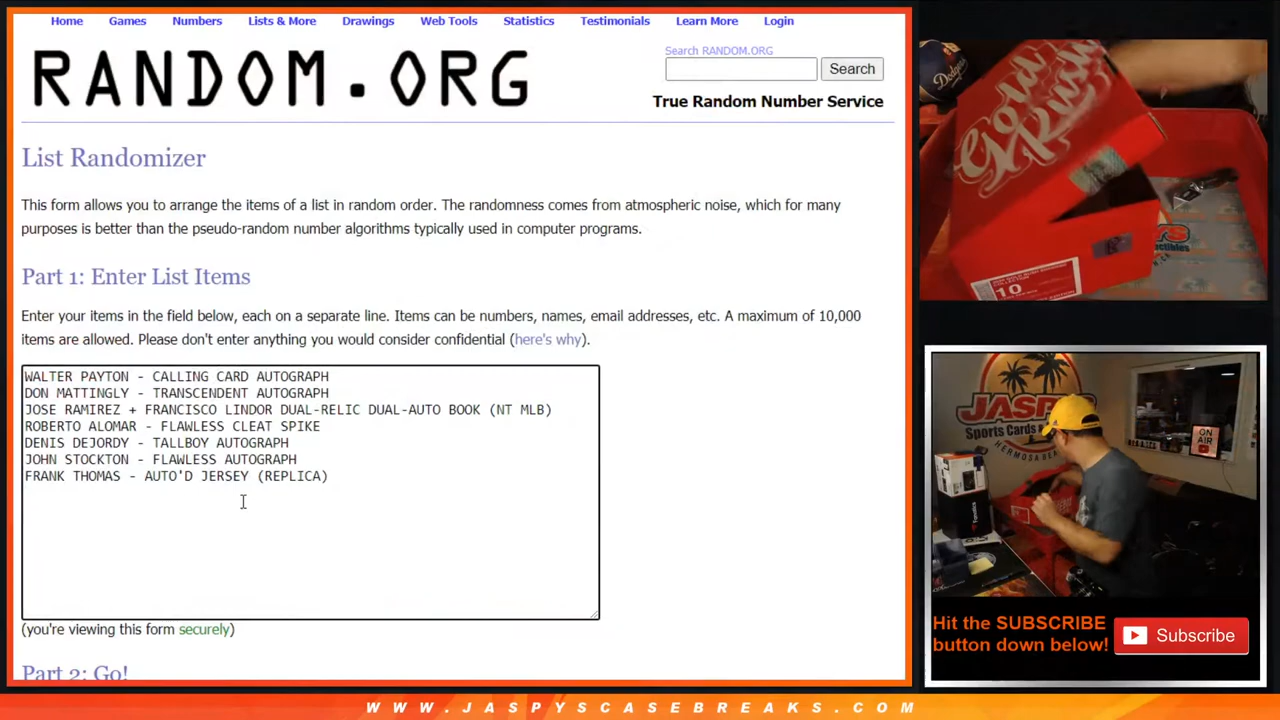 Home Games Numbers Lists & More Drawings Web Tools Statistics Testimonials Learn More Login
RANDOM.ORG
Search RANDOM.ORG
Search
True Random Number Service
List Randomizer
This form allows you to arrange the items of a list in random order. The randomness comes from atmospheric noise, which for many
purposes is better than the pseudo-random number algorithms typically used in computer programs.
Part 1: Enter List Items
Enter your items in the field below, each on a separate line. Items can be numbers, names, email addresses, etc. A maximum of 10,000
items are allowed. Please don't enter anything you would consider confidential (here's why).
WALTER PAYTON - CALLING CARD AUTOGRAPH
DON MATTINGLY - TRANSCENDENT AUTOGRAPH
JOSE RAMIREZ + FRANCISCO LINDOR DUAL-RELIC DUAL-AUTO BOOK (NT MLB)
ROBERTO ALOMAR - FLAWLESS CLEAT SPIKE
DENIS DEJORDY - TALLBOY AUTOGRAPH
JOHN STOCKTON - FLAWLESS AUTOGRAPH
FRANK THOMAS - AUTO'D JERSEY (REPLICA)
(you're viewing this form securely)
Part 2: Go!
Dodgers
Gold
Rush
10
JASPYS
Sports Cards
HERMOSA BEACH
ON
AIR
Fanatics
Hit the SUBSCRIBE
button down below!
Subscribe
WWW.JASPYSCASEBREAKS.COM